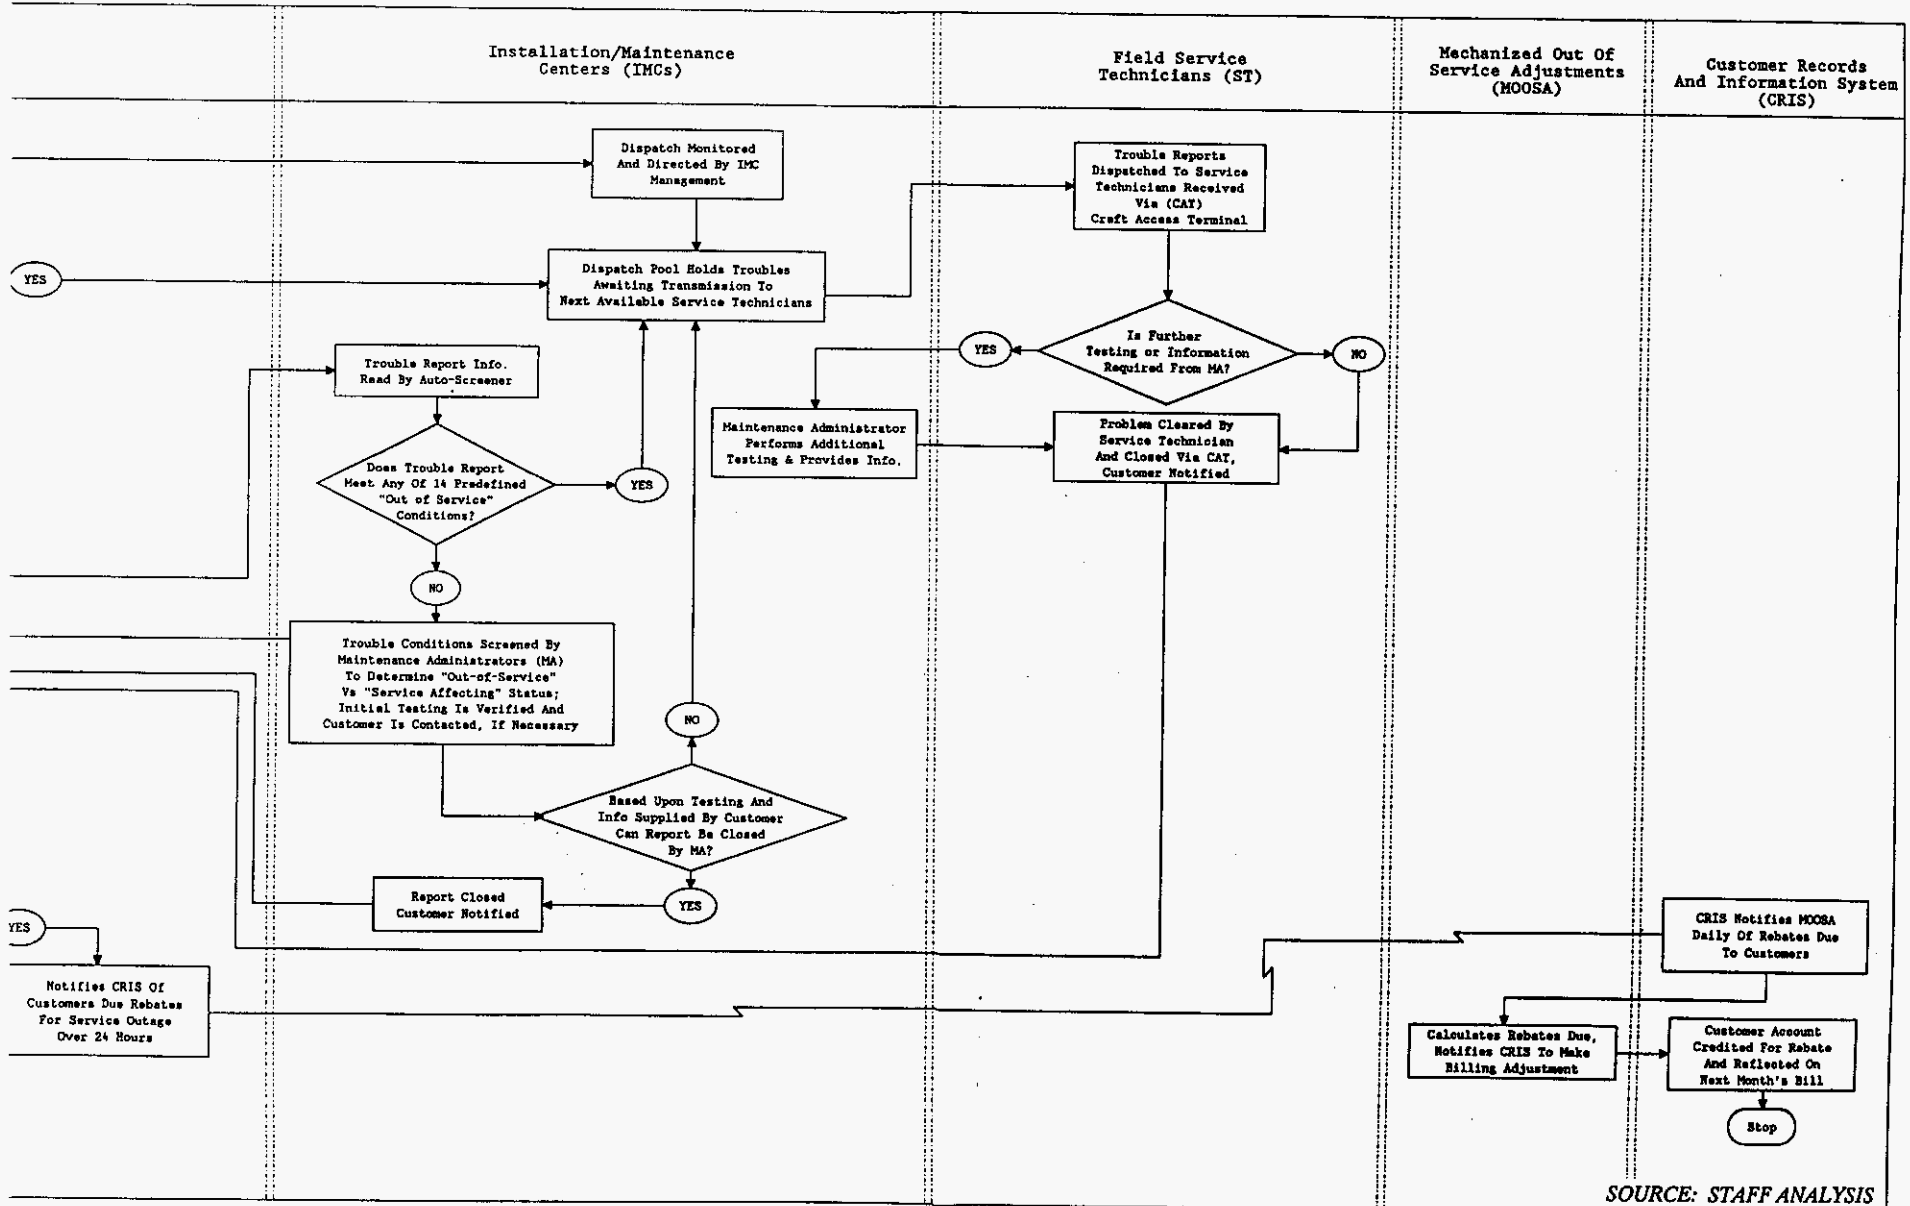 Installation/Maintenance
Centers (IMCs)
Field Service
Technicians (ST)
Mechanized Out Of
Service Adjustments
(MOOSA)
Customer Records
And Information System
(CRIS)
Dispatch Monitored
And Directed By IMC
Management
Trouble Reports
Dispatched To Service
Technicians Received
Via (CAT)
Craft Access Terminal
YES
Dispatch Pool Holds Troubles
Awaiting Transmission To
Next Available Service Technicians
Trouble Report Info.
Read By Auto-Screener
YES
Is Further
Testing or Information
Required From MA?
NO
Maintenance Administrator
Performs Additional
Testing & Provides Info.
Problem Cleared By
Service Technician
And Closed Via CAT,
Customer Notified
Does Trouble Report
Meet Any Of 14 Predefined
"Out of Service"
Conditions?
YES
NO
Trouble Conditions Screened By
Maintenance Administrators (MA)
To Determine "Out-of-Service"
Vs "Service Affecting" Status;
Initial Testing Is Verified And
Customer Is Contacted, If Necessary
NO
Based Upon Testing And
Info Supplied By Customer
Can Report Be Closed
By MA?
YES
Report Closed
Customer Notified
YES
Notifies CRIS Of
Customers Due Rebates
For Service Outage
Over 24 Hours
CRIS Notifies MOOSA
Daily Of Rebates Due
To Customers
Calculates Rebates Due,
Notifies CRIS To Make
Billing Adjustment
Customer Account
Credited For Rebate
And Reflected On
Next Month's Bill
Stop
SOURCE: STAFF ANALYSIS